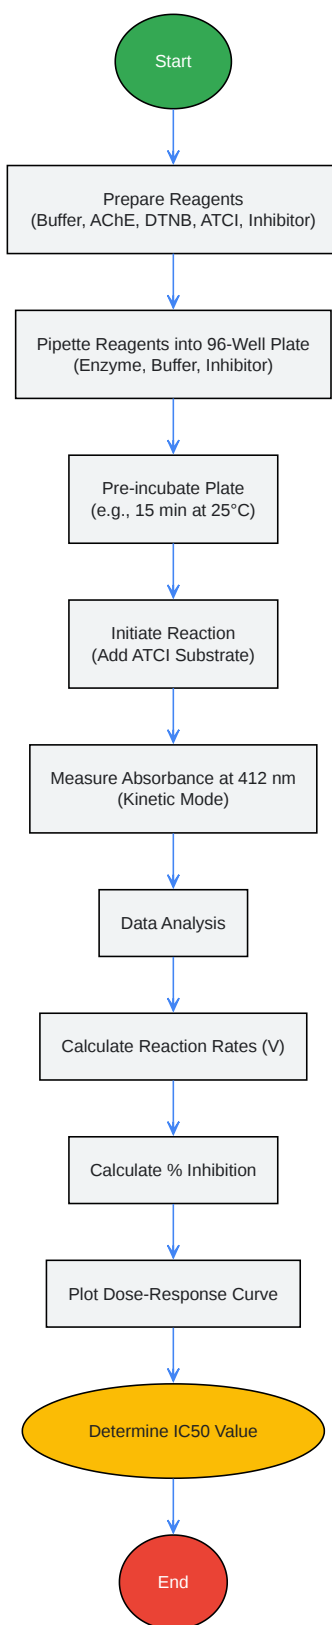 Start
Prepare Reagents
(Buffer, AChE, DTNB, ATCI, Inhibitor)
Pipette Reagents into 96-Well Plate
(Enzyme, Buffer, Inhibitor)
Pre-incubate Plate
(e.g., 15 min at 25°C)
Initiate Reaction
(Add ATCI Substrate)
Measure Absorbance at 412 nm
(Kinetic Mode)
Data Analysis
Calculate Reaction Rates (V)
Calculate % Inhibition
Plot Dose-Response Curve
Determine IC50 Value
End